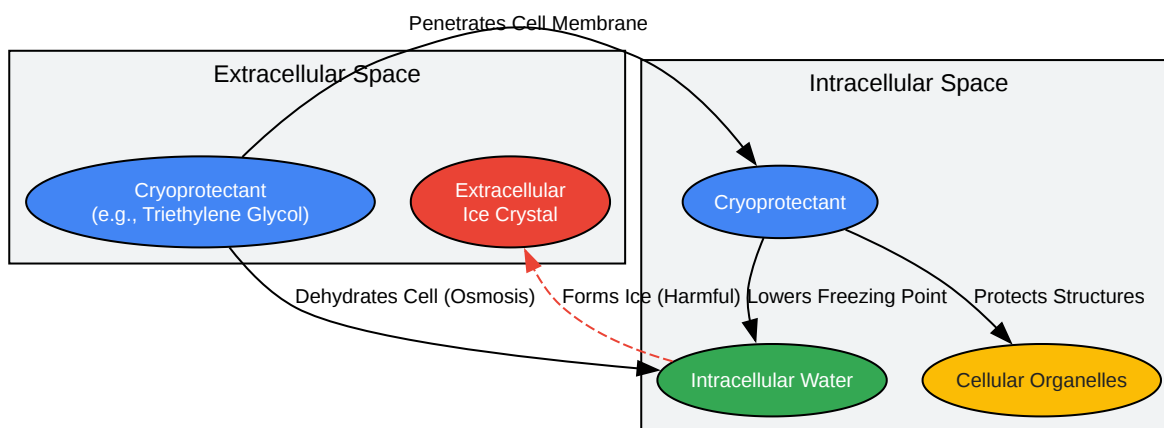 Penetrates Cell Membrane
Extracellular Space
Intracellular Space
Cryoprotectant
(e.g., Triethylene Glycol)
Extracellular
Ice Crystal
Cryoprotectant
Dehydrates Cell (Osmosis)
Forms Ice (Harmful)
Lowers Freezing Point
Protects Structures
Intracellular Water
Cellular Organelles